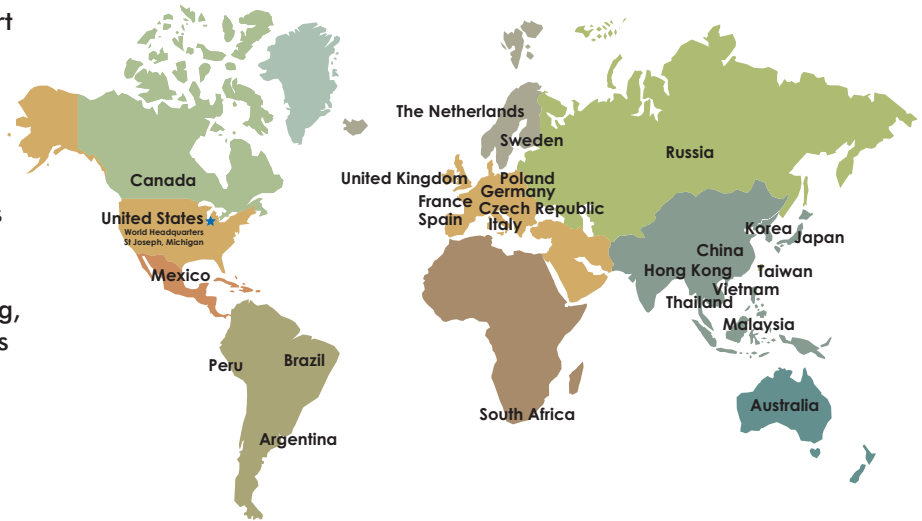 rt
s
g,
s
The Netherlands
Sweden
Russia
Canada
United Kingdom
Poland
Germany
France
Czech Republic
Spain
Italy
United States
World Headquarters
St Joseph, Michigan
Korea
Japan
China
Mexico
Hong Kong
Taiwan
Vietnam
Thailand
Malaysia
Peru
Brazil
Australia
South Africa
Argentina